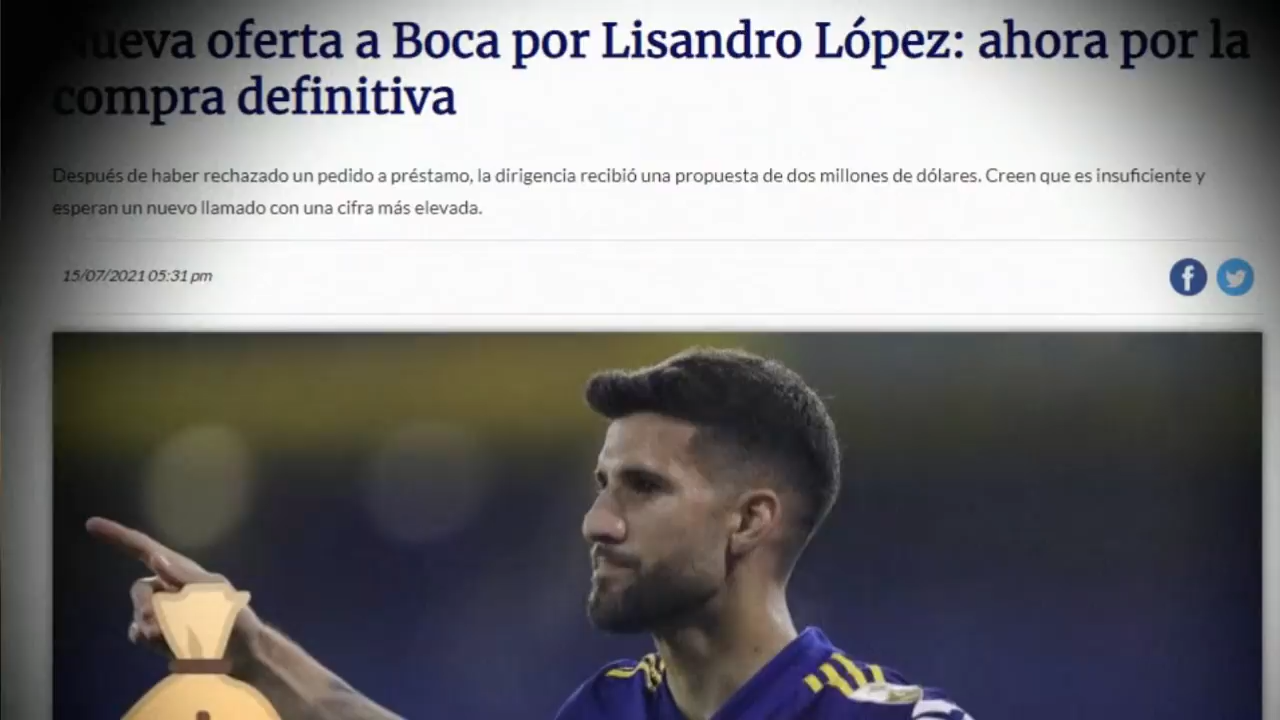 Nueva oferta a Boca por Lisandro López: ahora por la
compra definitiva
Después de haber rechazado un pedido a préstamo, la dirigencia recibió una propuesta de dos millones de dólares. Creen que es insuficiente y
esperan un nuevo llamado con una cifra más elevada.
15/07/2021 05:31 pm